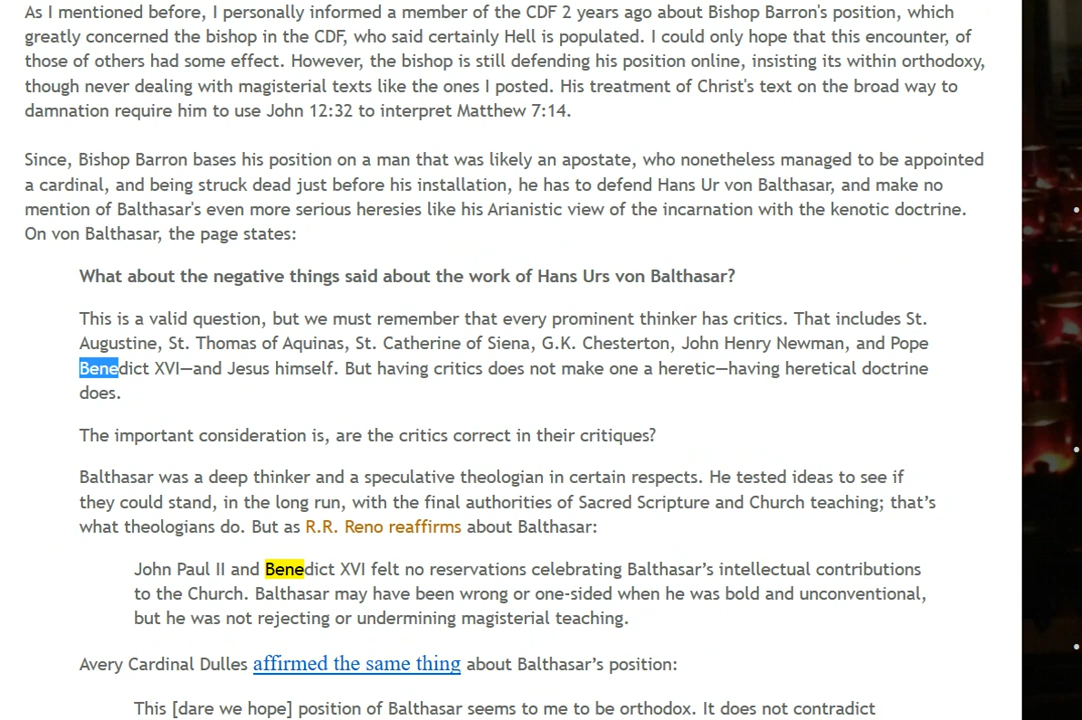 As I mentioned before, I personally informed a member of the CDF 2 years ago about Bishop Barron's position, which
greatly concerned the bishop in the CDF, who said certainly Hell is populated. I could only hope that this encounter, of
those of others had some effect. However, the bishop is still defending his position online, insisting its within orthodoxy,
though never dealing with magisterial texts like the ones I posted. His treatment of Christ's text on the broad way to
damnation require him to use John 12:32 to interpret Matthew 7:14.
Since, Bishop Barron bases his position on a man that was likely an apostate, who nonetheless managed to be appointed
a cardinal, and being struck dead just before his installation, he has to defend Hans Ur von Balthasar, and make no
mention of Balthasar's even more serious heresies like his Arianistic view of the incarnation with the kenotic doctrine.
On von Balthasar, the page states:
What about the negative things said about the work of Hans Urs von Balthasar?
This is a valid question, but we must remember that every prominent thinker has critics. That includes St.
Augustine, St. Thomas of Aquinas, St. Catherine of Siena, G.K. Chesterton, John Henry Newman, and Pope
Benedict XVI—and Jesus himself. But having critics does not make one a heretic—having heretical doctrine
does.
The important consideration is, are the critics correct in their critiques?
Balthasar was a deep thinker and a speculative theologian in certain respects. He tested ideas to see if
they could stand, in the long run, with the final authorities of Sacred Scripture and Church teaching; that’s
what theologians do. But as R.R. Reno reaffirms about Balthasar:
John Paul II and Benedict XVI felt no reservations celebrating Balthasar’s intellectual contributions
to the Church. Balthasar may have been wrong or one-sided when he was bold and unconventional,
but he was not rejecting or undermining magisterial teaching.
Avery Cardinal Dulles affirmed the same thing about Balthasar’s position:
This [dare we hope] position of Balthasar seems to me to be orthodox. It does not contradict